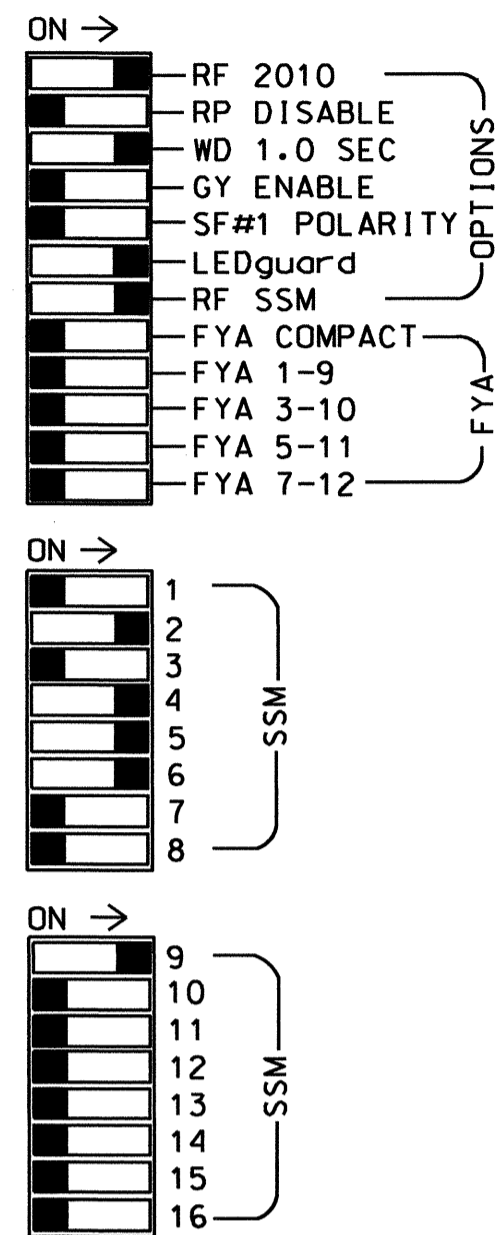 ON →
RF 2010
RP DISABLE
WD 1.0 SEC
GY ENABLE
SF#1 POLARITY
LEDguard
RF SSM
OPTIONS
FYA COMPACT
FYA 1-9
FYA 3-10
FYA 5-11
FYA 7-12
FYA
ON →
1
2
3
4
5
6
7
8
SSM
ON →
9
10
11
12
13
14
15
16
SSM